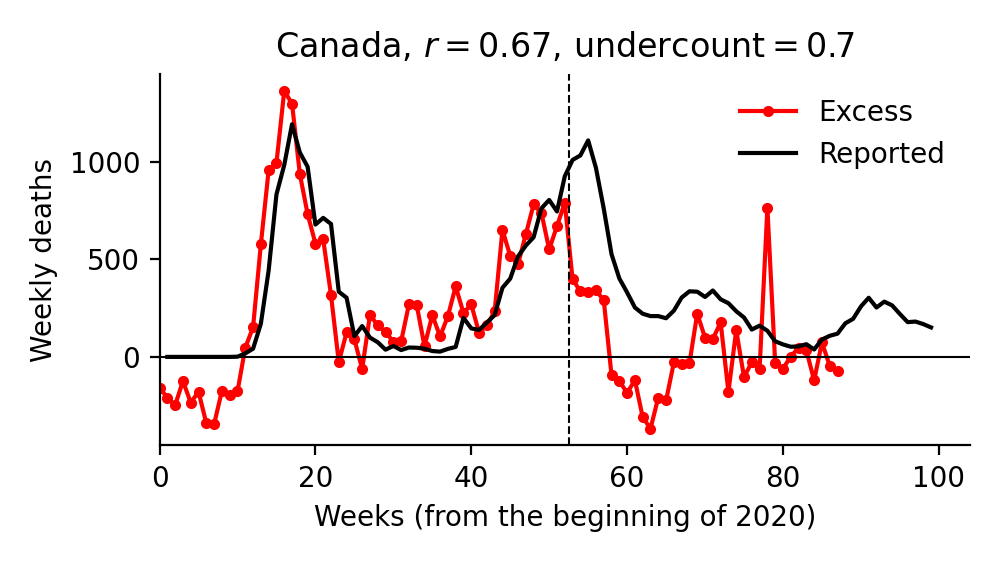 Canada, r = 0.67, undercount = 0.7
Excess
Reported
Weekly deaths
1000
500
0
0 20 40 60 80 100
Weeks (from the beginning of 2020)